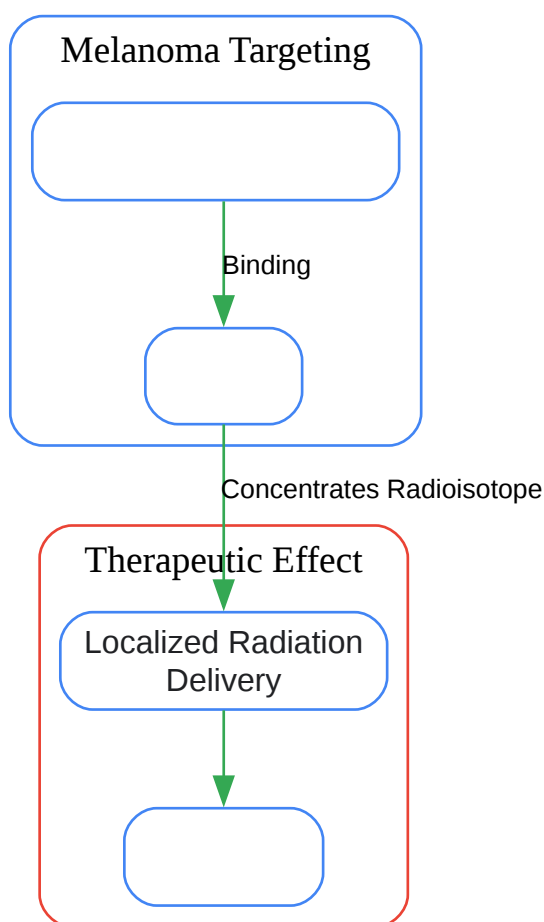 Melanoma Targeting
Binding
Concentrates Radioisotope
Therapeutic Effect
Localized Radiation
Delivery